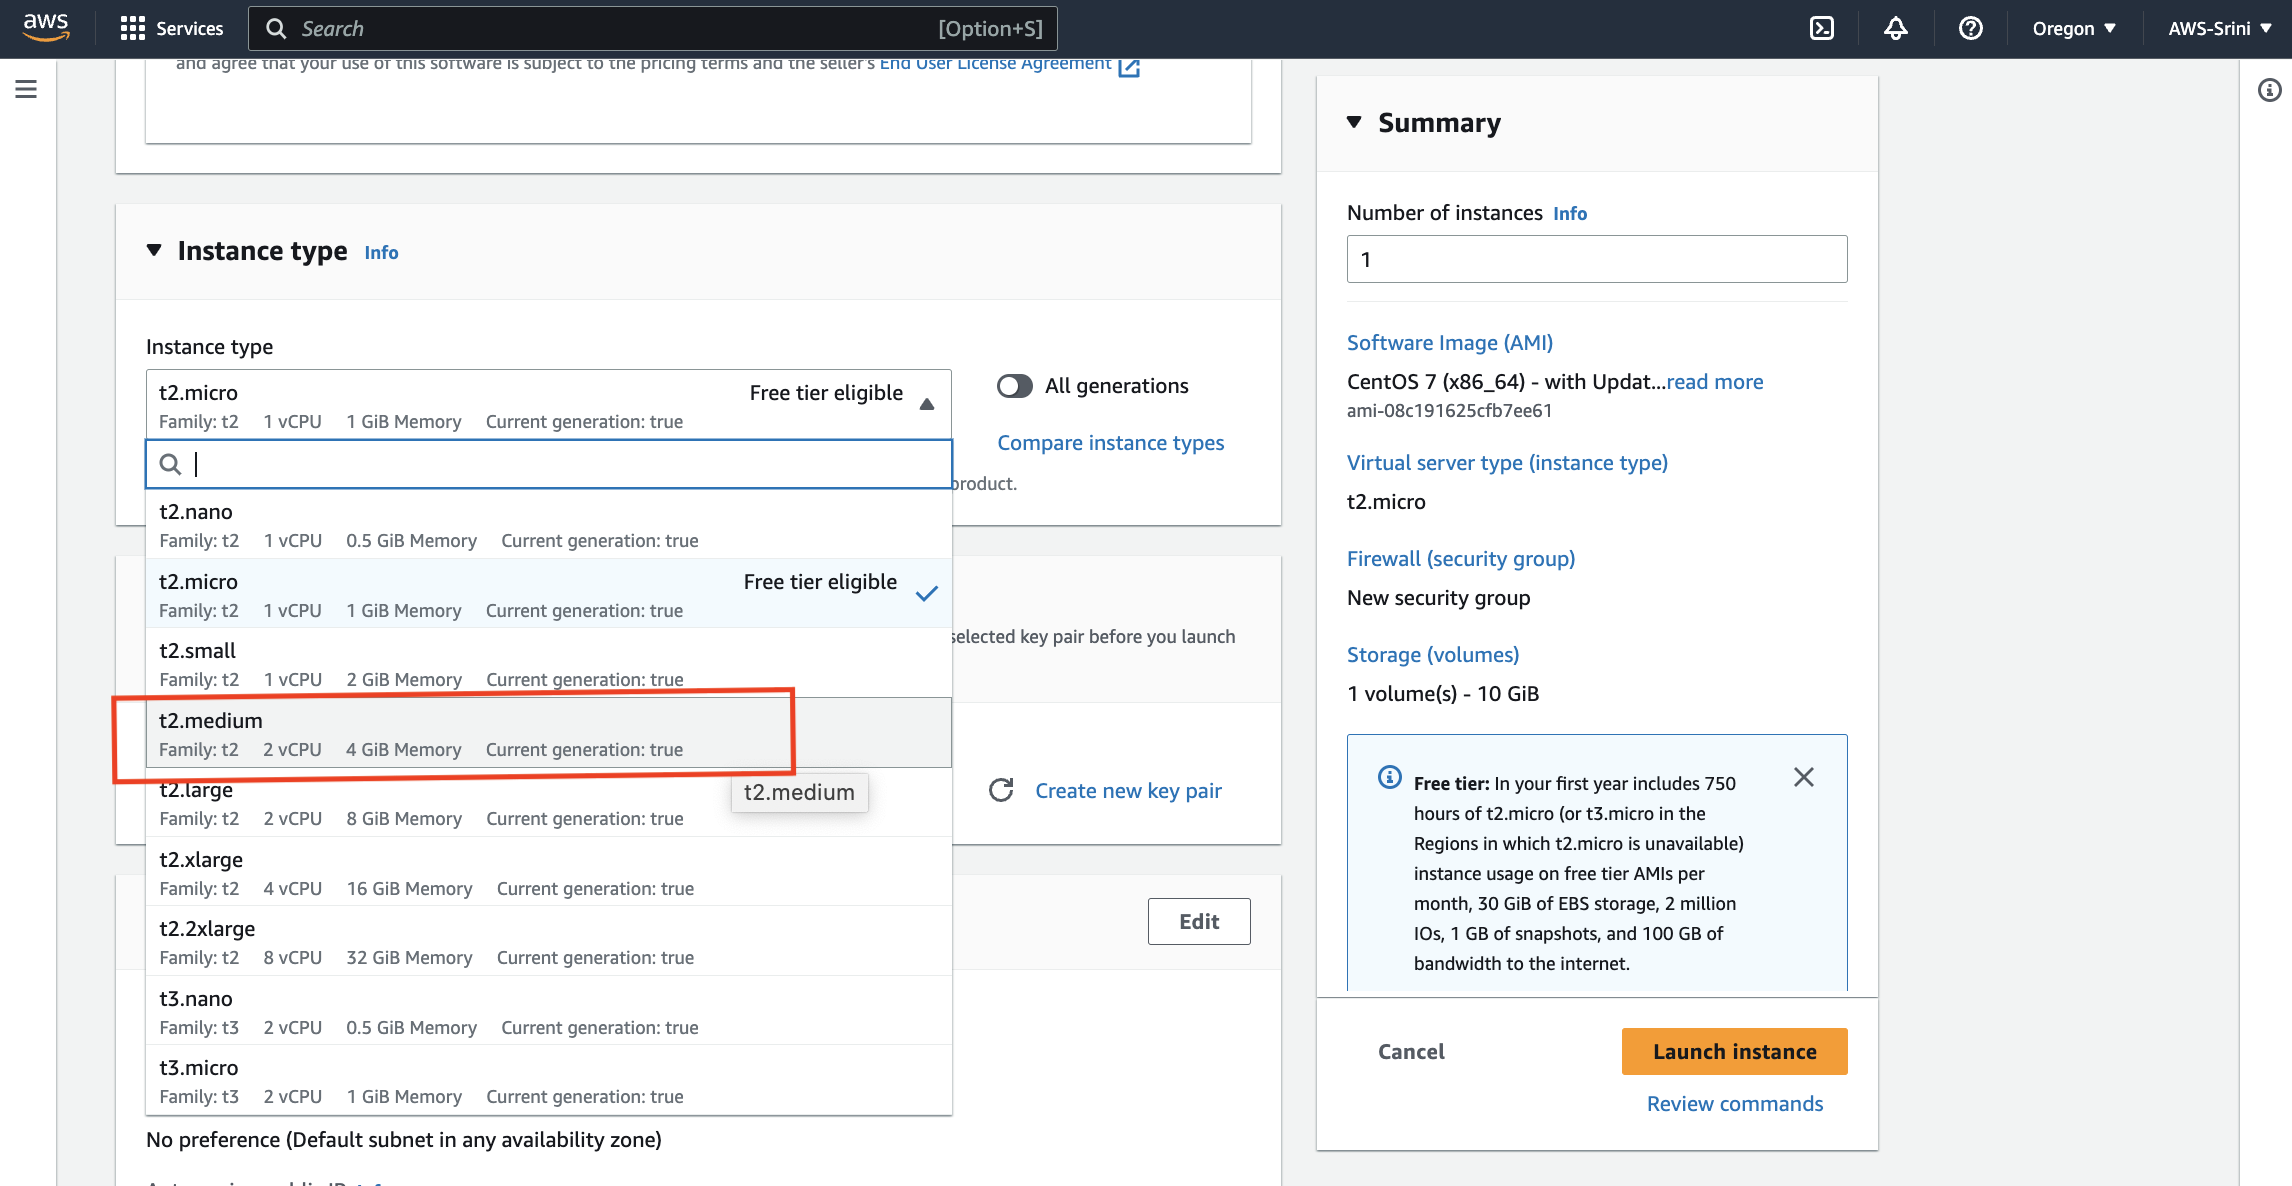 aws
Services
Search
[Option+S]
Oregon ▼
AWS-Srini ▼
and agree that your use of this software is subject to the pricing terms and the seller's End User License Agreement
Instance type Info
Instance type
t2.micro
Free tier eligible
Family: t2 1 vCPU 1 GiB Memory Current generation: true
All generations
Compare instance types
product.
t2.nano
Family: t2 1 vCPU 0.5 GiB Memory Current generation: true
t2.micro
Free tier eligible
Family: t2 1 vCPU 1 GiB Memory Current generation: true
t2.small
Family: t2 1 vCPU 2 GiB Memory Current generation: true
selected key pair before you launch
t2.medium
Family: t2 2 vCPU 4 GiB Memory Current generation: true
t2.large
t2.medium
Family: t2 2 vCPU 8 GiB Memory Current generation: true
Create new key pair
t2.xlarge
Family: t2 4 vCPU 16 GiB Memory Current generation: true
t2.2xlarge
Family: t2 8 vCPU 32 GiB Memory Current generation: true
Edit
t3.nano
Family: t3 2 vCPU 0.5 GiB Memory Current generation: true
t3.micro
Family: t3 2 vCPU 1 GiB Memory Current generation: true
No preference (Default subnet in any availability zone)
Summary
Number of instances Info
1
Software Image (AMI)
CentOS 7 (x86_64) - with Updat...read more
ami-08c191625cfb7ee61
Virtual server type (instance type)
t2.micro
Firewall (security group)
New security group
Storage (volumes)
1 volume(s) - 10 GiB
Free tier: In your first year includes 750
hours of t2.micro (or t3.micro in the
Regions in which t2.micro is unavailable)
instance usage on free tier AMIs per
month, 30 GiB of EBS storage, 2 million
IOs, 1 GB of snapshots, and 100 GB of
bandwidth to the internet.
Cancel
Launch instance
Review commands